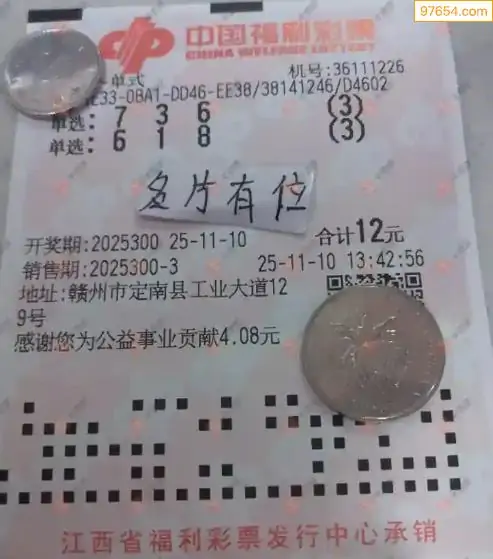 97654.com
中国福利彩票
CHINA WELFARE LOTTERY
单式
机号:36111226
E33-0BA1-DD46-EE38/38141246/D4602
单选: 7 3 6 (3)
单选: 6 1 8 (3)
名片有位
开奖期:2025300 25-11-10 合计12元
销售期:2025300-3 25-11-10 13:42:56
地址:赣州市定南县工业大道12
9号
感谢您为公益事业贡献4.08元
江西省福利彩票发行中心承销